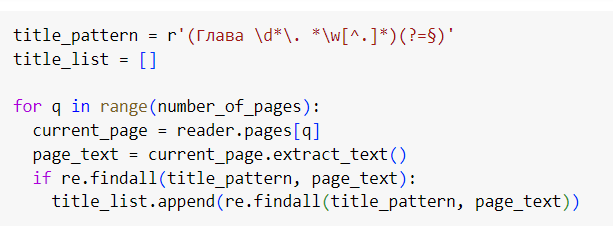 title_pattern = r'(Глава \d*\. *\w[^.]*)(?=§)'
title_list = []
for q in range(number_of_pages):
  current_page = reader.pages[q]
  page_text = current_page.extract_text()
  if re.findall(title_pattern, page_text):
    title_list.append(re.findall(title_pattern, page_text))